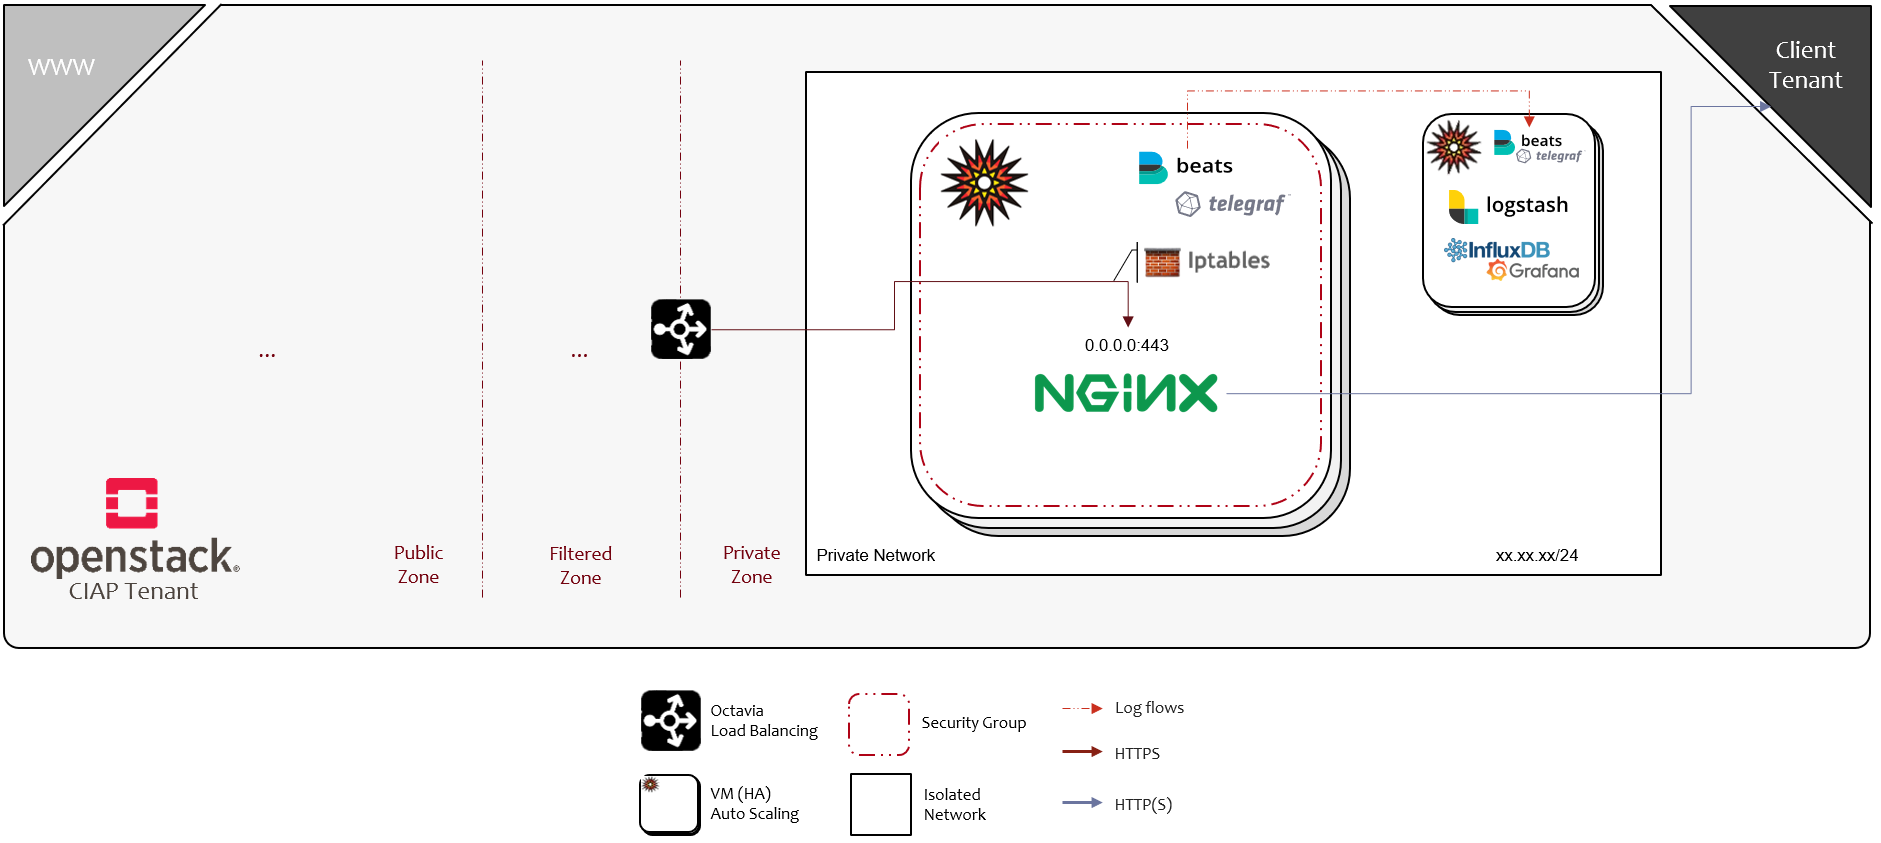 WWW
Client
Tenant
beats
telegraf
Iptables
0.0.0.0:443
NGINX
beats
telegraf
logstash
InfluxDB
Grafana
...
...
openstack®
CIAP Tenant
Public
Zone
Filtered
Zone
Private
Zone
Private Network
xx.xx.xx/24
Octavia
Load Balancing
Security Group
Log flows
HTTPS
VM (HA)
Auto Scaling
Isolated
Network
HTTP(S)